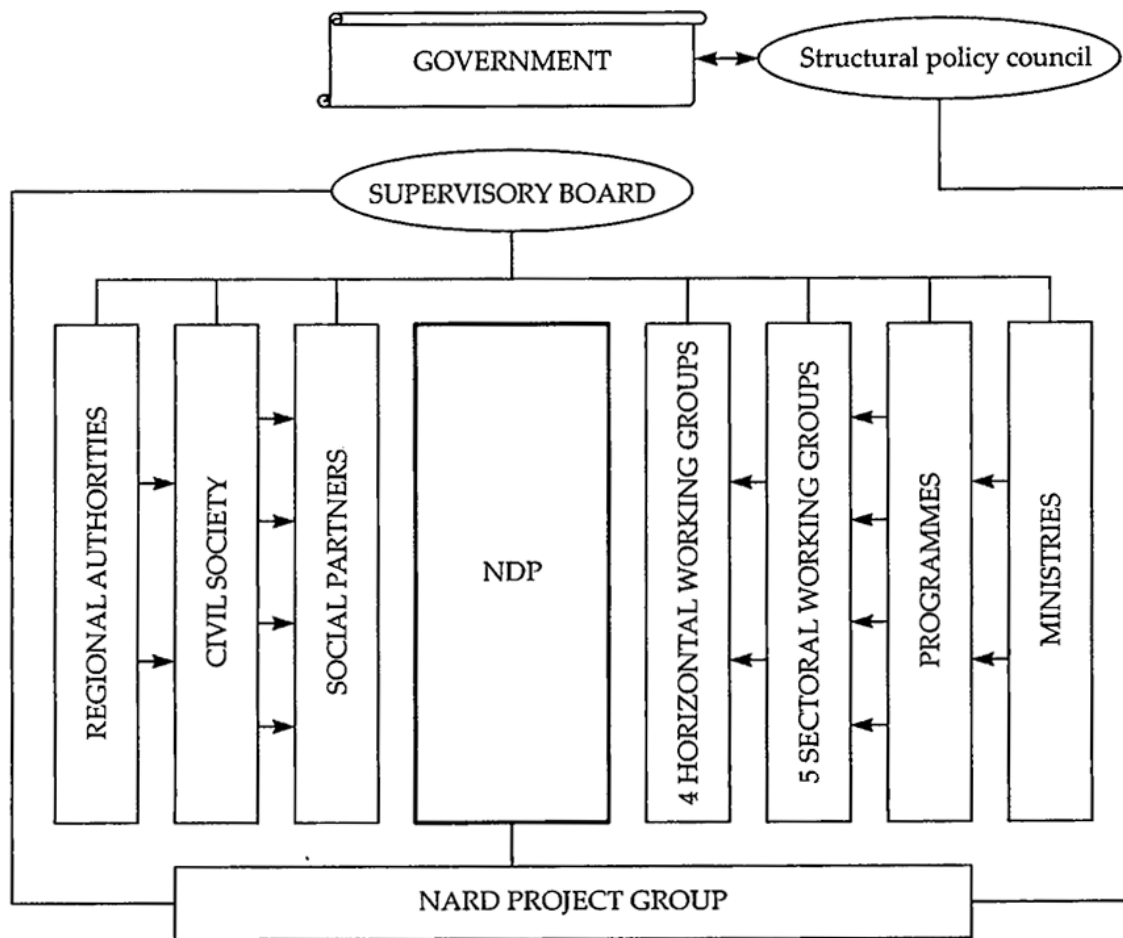 GOVERNMENT
Structural policy council
SUPERVISORY BOARD
REGIONAL AUTHORITIES
CIVIL SOCIETY
SOCIAL PARTNERS
NDP
4 HORIZONTAL WORKING GROUPS
5 SECTORAL WORKING GROUPS
PROGRAMMES
MINISTRIES
NARD PROJECT GROUP